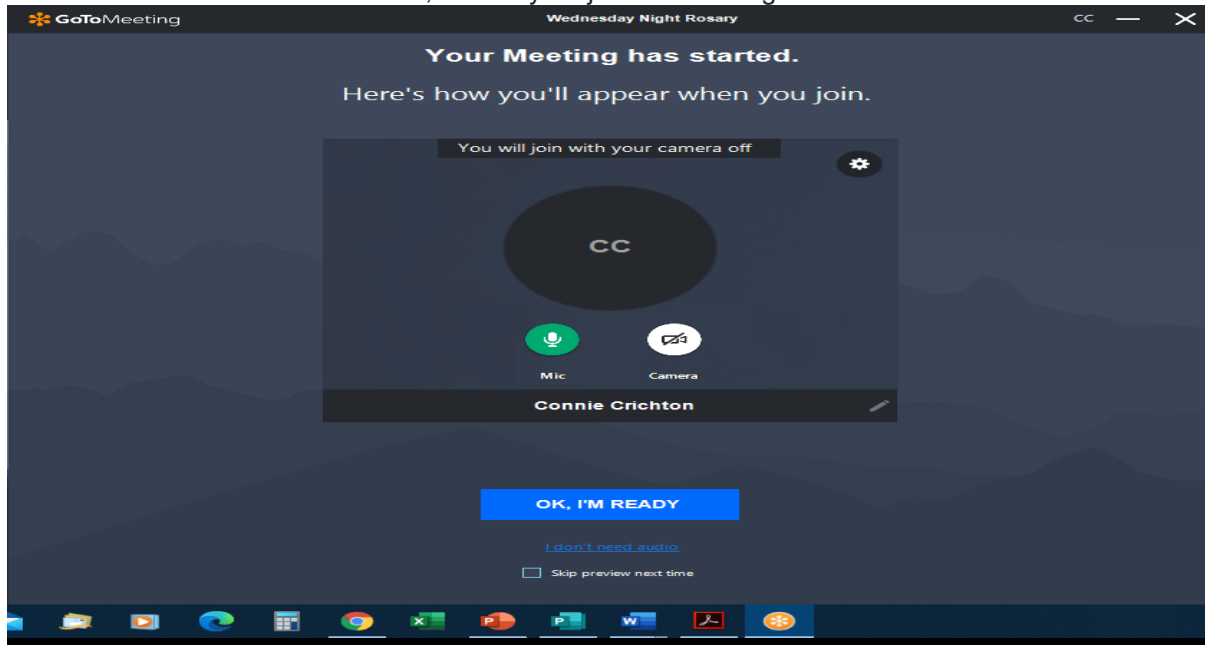 GoToMeeting
Wednesday Night Rosary
CC
Your Meeting has started.
Here's how you'll appear when you join.
You will join with your camera off
CC
Mic Camera
Connie Crichton
OK, I'M READY
I don't need audio
Skip preview next time